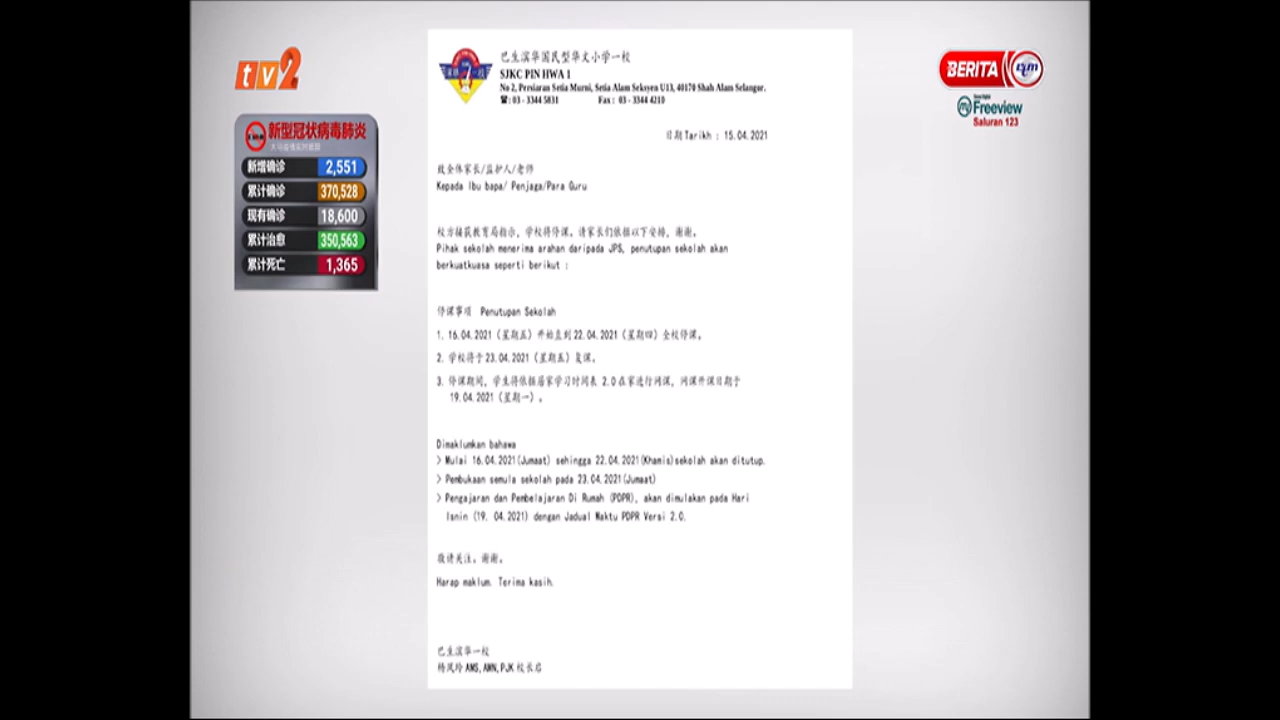 tv2
BERITA rtm
myFreeview
Saluran 123
新型冠状病毒肺炎
新增确诊 2,551
累计确诊 370,528
现有确诊 18,600
累计治愈 350,563
累计死亡 1,365
巴生滨华国民型华文小学一校
SJKC PIN HWA 1
No 2, Persiaran Setia Murni, Setia Alam Seksyen U13, 40170 Shah Alam Selangor.
☎: 03 - 3344 5831 Fax : 03 - 3344 4210
日期Tarikh : 15.04.2021
致全体家长/监护人/老师
Kepada Ibu bapa/ Penjaga/Para Guru
校方接获教育局指示, 学校将停课。请家长们依据以下安排, 谢谢。
Pihak sekolah menerima arahan daripada JPS, penutupan sekolah akan
berkuatkuasa seperti berikut :
停课事项 Penutupan Sekolah
1. 16.04.2021 (星期五) 开始直到 22.04.2021 (星期四) 全校停课。
2. 学校将于 23.04.2021 (星期五) 复课。
3. 停课期间, 学生将依据居家学习时间表 2.0 在家进行网课, 网课开课日期于
19.04.2021 (星期一) 。
Dimaklumkan bahawa
> Mulai 16.04.2021(Jumaat) sehingga 22.04.2021(Khamis)sekolah akan ditutup.
> Pembukaan semula sekolah pada 23.04.2021(Jumaat)
> Pengajaran dan Pembelajaran Di Rumah (PDPR), akan dimulakan pada Hari
Isnin (19. 04.2021) dengan Jadual Waktu PDPR Versi 2.0.
敬请关注。谢谢。
Harap maklum. Terima kasih.
巴生滨华一校
杨凤玲 AMS, AMN, PJK 校长启